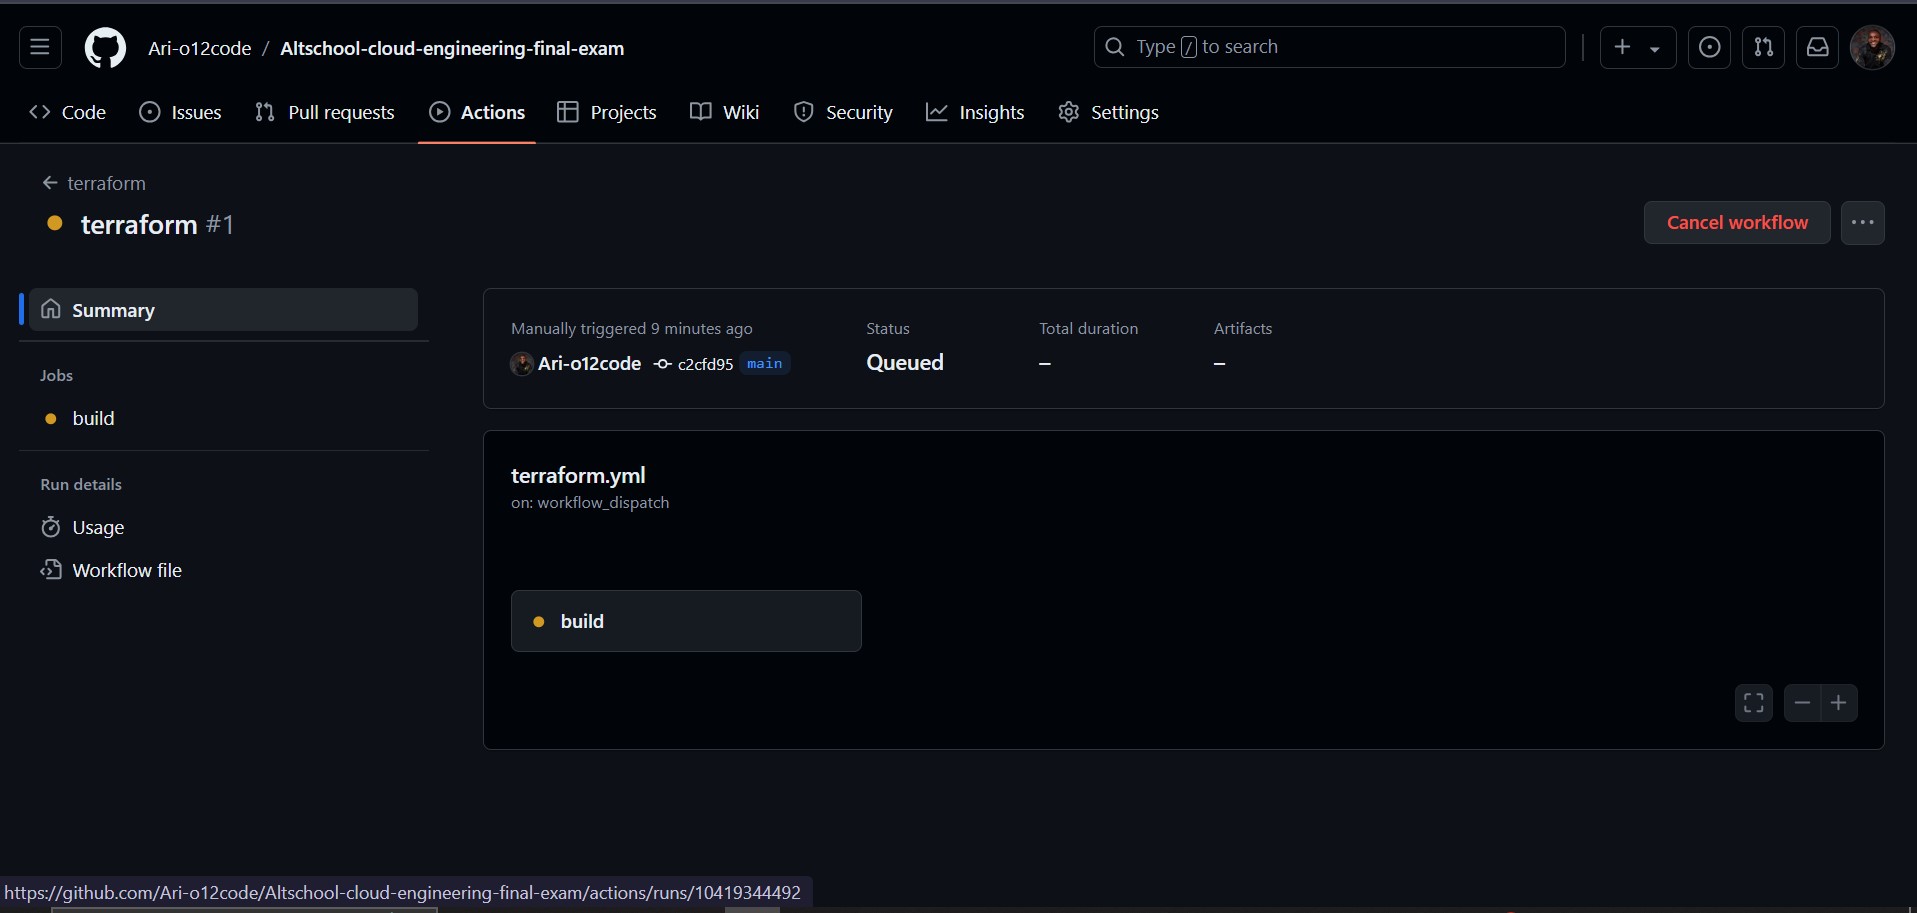 Ari-o12code / Altschool-cloud-engineering-final-exam
Type / to search
Code Issues Pull requests Actions Projects Wiki Security Insights Settings
terraform
terraform #1
Cancel workflow
Summary
Jobs
build
Run details
Usage
Workflow file
Manually triggered 9 minutes ago
Ari-o12code c2cfd95 main
Status
Queued
Total duration
–
Artifacts
–
terraform.yml
on: workflow_dispatch
build
https://github.com/Ari-o12code/Altschool-cloud-engineering-final-exam/actions/runs/10419344492